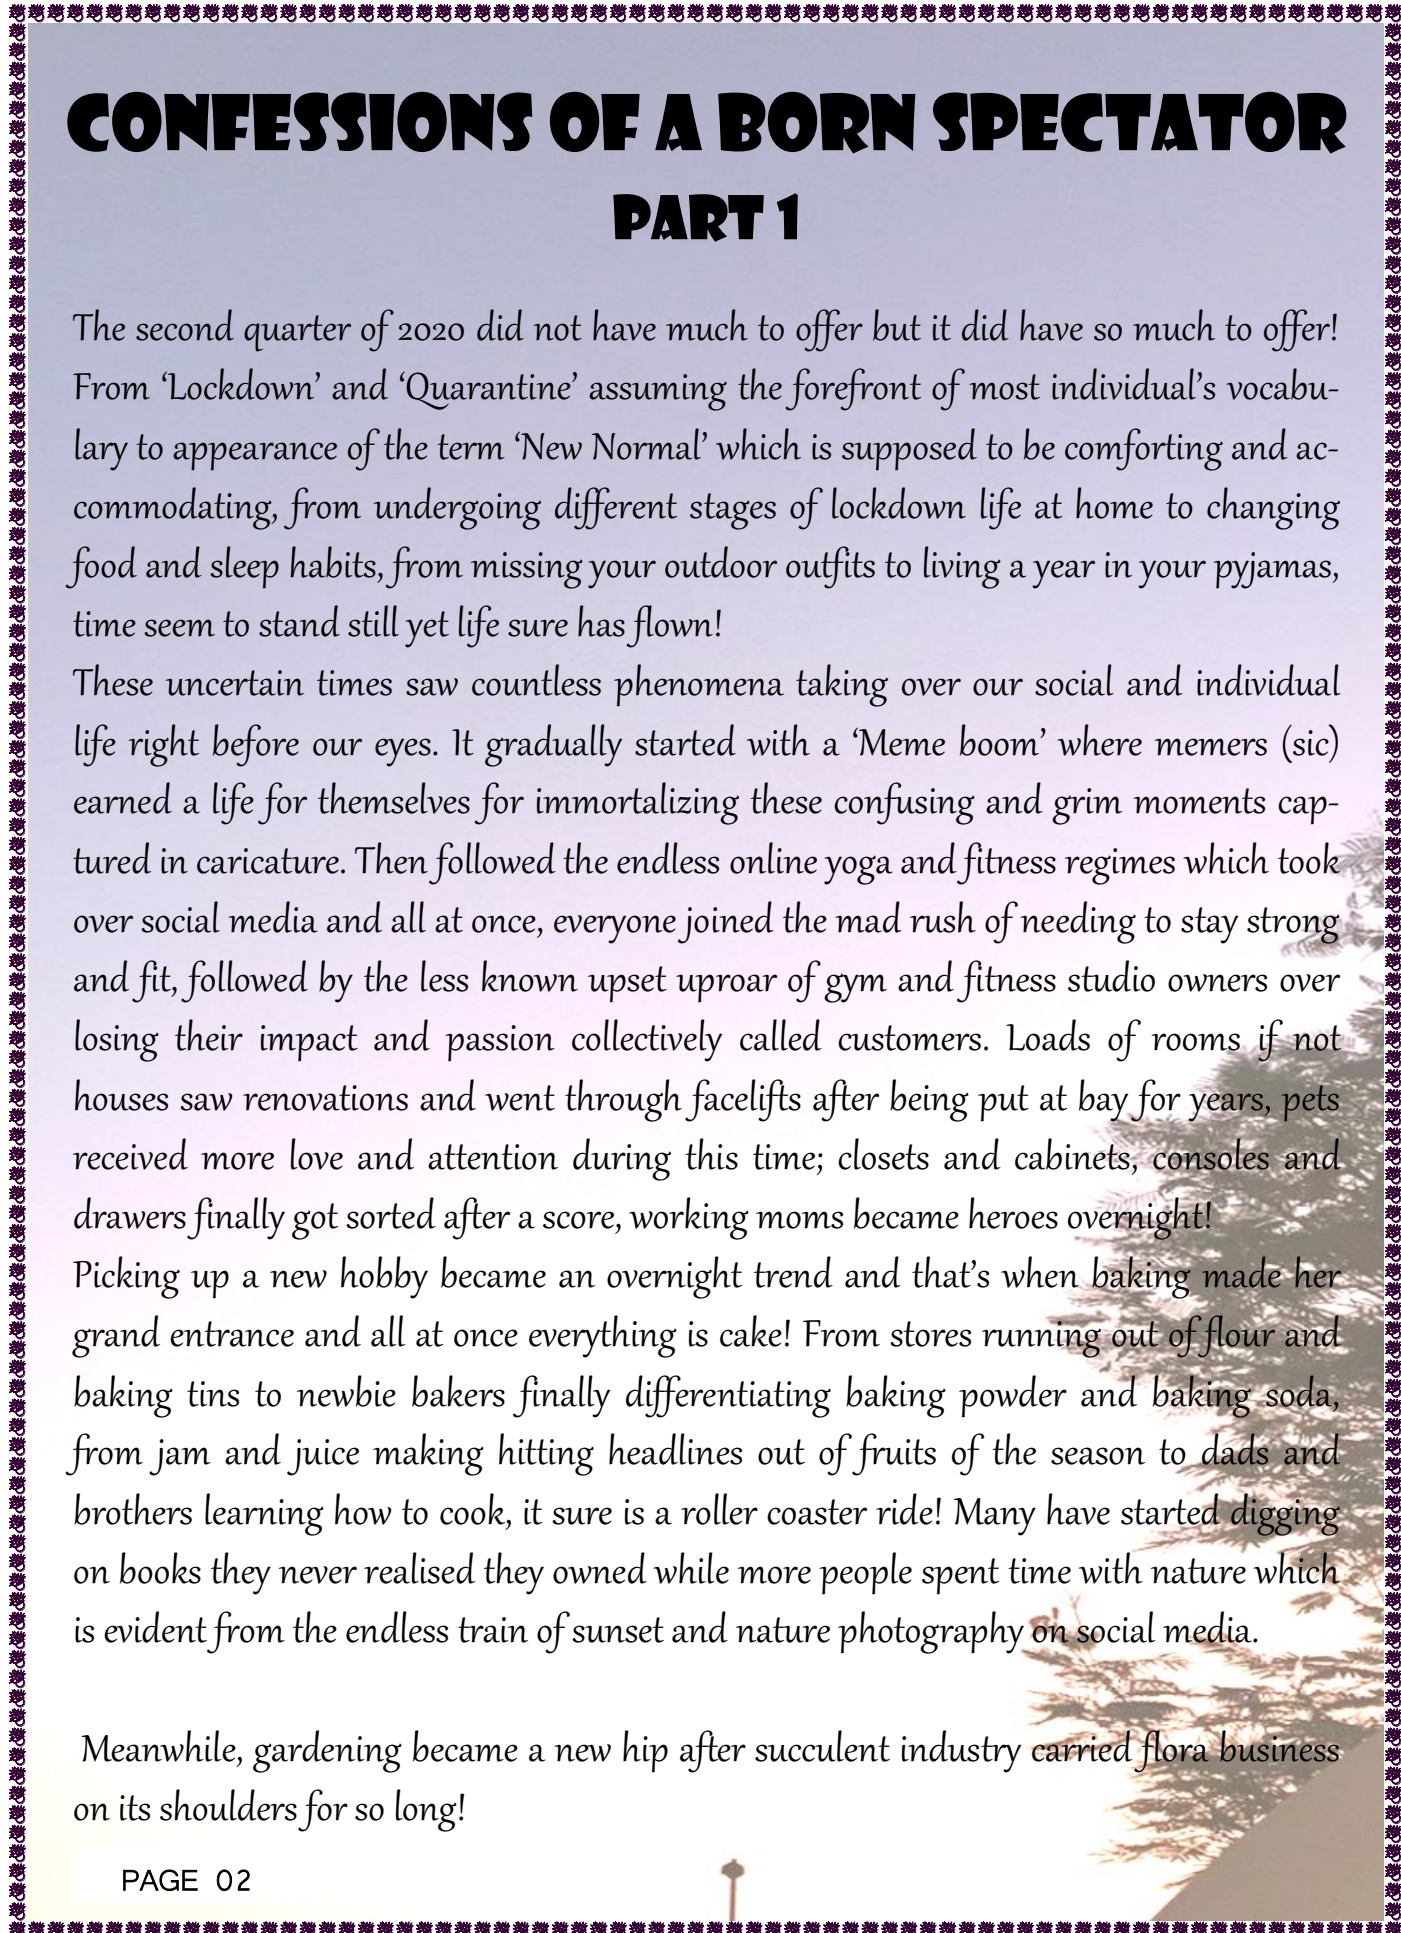 CONFESSIONS OF A BORN SPECTATOR
PART 1
The second quarter of 2020 did not have much to offer but it did have so much to offer!
From ‘Lockdown’ and ‘Quarantine’ assuming the forefront of most individual’s vocabu-
lary to appearance of the term ‘New Normal’ which is supposed to be comforting and ac-
commodating, from undergoing different stages of lockdown life at home to changing
food and sleep habits, from missing your outdoor outfits to living a year in your pyjamas,
time seem to stand still yet life sure has flown!
These uncertain times saw countless phenomena taking over our social and individual
life right before our eyes. It gradually started with a ‘Meme boom’ where memers (sic)
earned a life for themselves for immortalizing these confusing and grim moments cap-
tured in caricature. Then followed the endless online yoga and fitness regimes which took
over social media and all at once, everyone joined the mad rush of needing to stay strong
and fit, followed by the less known upset uproar of gym and fitness studio owners over
losing their impact and passion collectively called customers. Loads of rooms if not
houses saw renovations and went through facelifts after being put at bay for years, pets
received more love and attention during this time; closets and cabinets, consoles and
drawers finally got sorted after a score, working moms became heroes overnight!
Picking up a new hobby became an overnight trend and that’s when baking made her
grand entrance and all at once everything is cake! From stores running out of flour and
baking tins to newbie bakers finally differentiating baking powder and baking soda,
from jam and juice making hitting headlines out of fruits of the season to dads and
brothers learning how to cook, it sure is a roller coaster ride! Many have started digging
on books they never realised they owned while more people spent time with nature which
is evident from the endless train of sunset and nature photography on social media.
Meanwhile, gardening became a new hip after succulent industry carried flora business
on its shoulders for so long!
PAGE 02